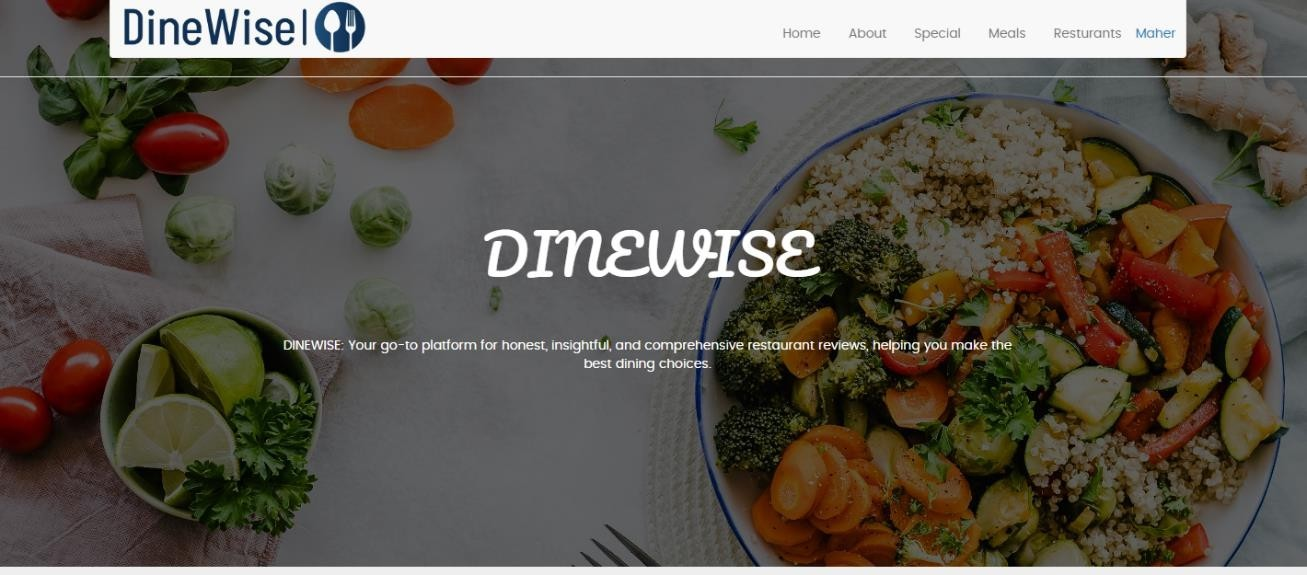 DineWise|
Home About Special Meals Resturants Maher
DINEWISE
DINEWISE: Your go-to platform for honest, insightful, and comprehensive restaurant reviews, helping you make the
best dining choices.